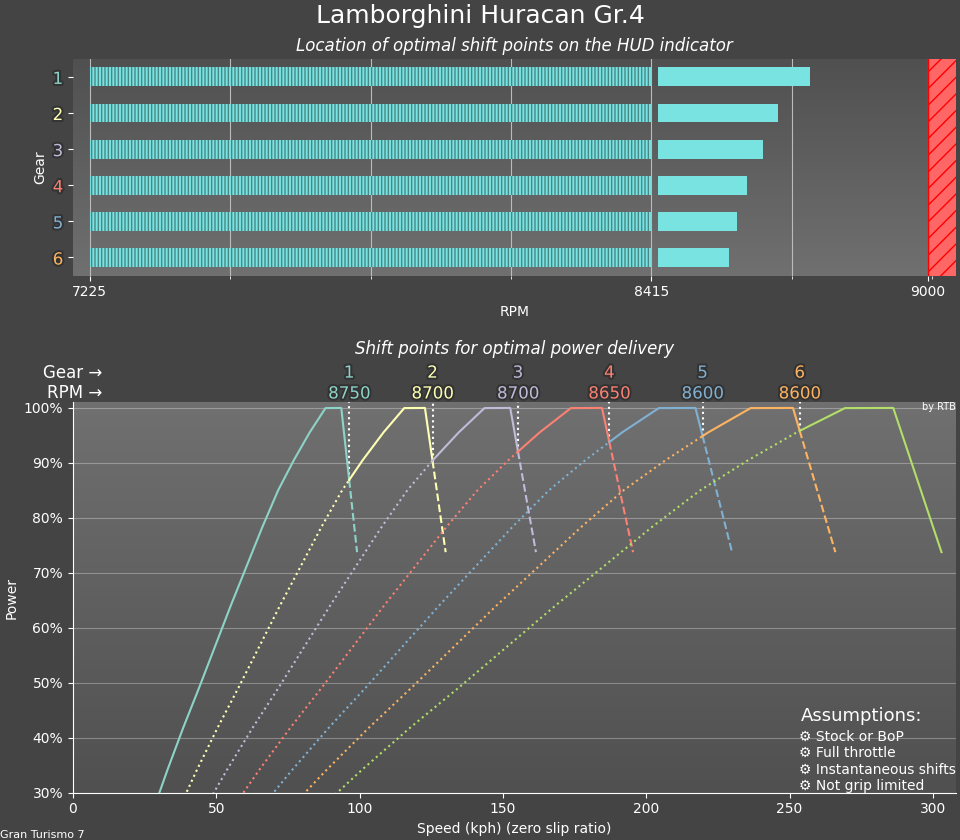 Lamborghini Huracan Gr.4
Location of optimal shift points on the HUD indicator
Gear
1
2
3
4
5
6
7225 8415 9000
RPM
Shift points for optimal power delivery
Gear → 1 2 3 4 5 6
RPM → 8750 8700 8700 8650 8600 8600
by RTB
Power
100%
90%
80%
70%
60%
50%
40%
30%
Assumptions:
⚙ Stock or BoP
⚙ Full throttle
⚙ Instantaneous shifts
⚙ Not grip limited
0 50 100 150 200 250 300
Speed (kph) (zero slip ratio)
Gran Turismo 7